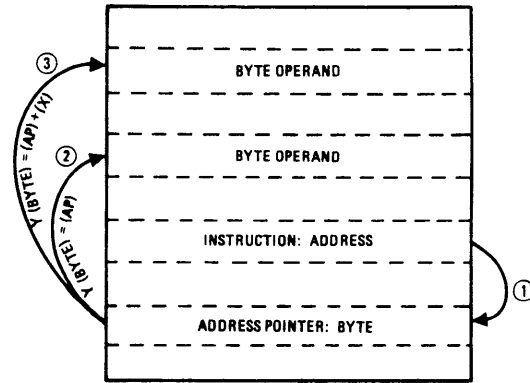 ③
BYTE OPERAND
Y (BYTE) = (AP) + (X)
②
BYTE OPERAND
Y (BYTE) = (AP)
INSTRUCTION: ADDRESS
①
ADDRESS POINTER: BYTE